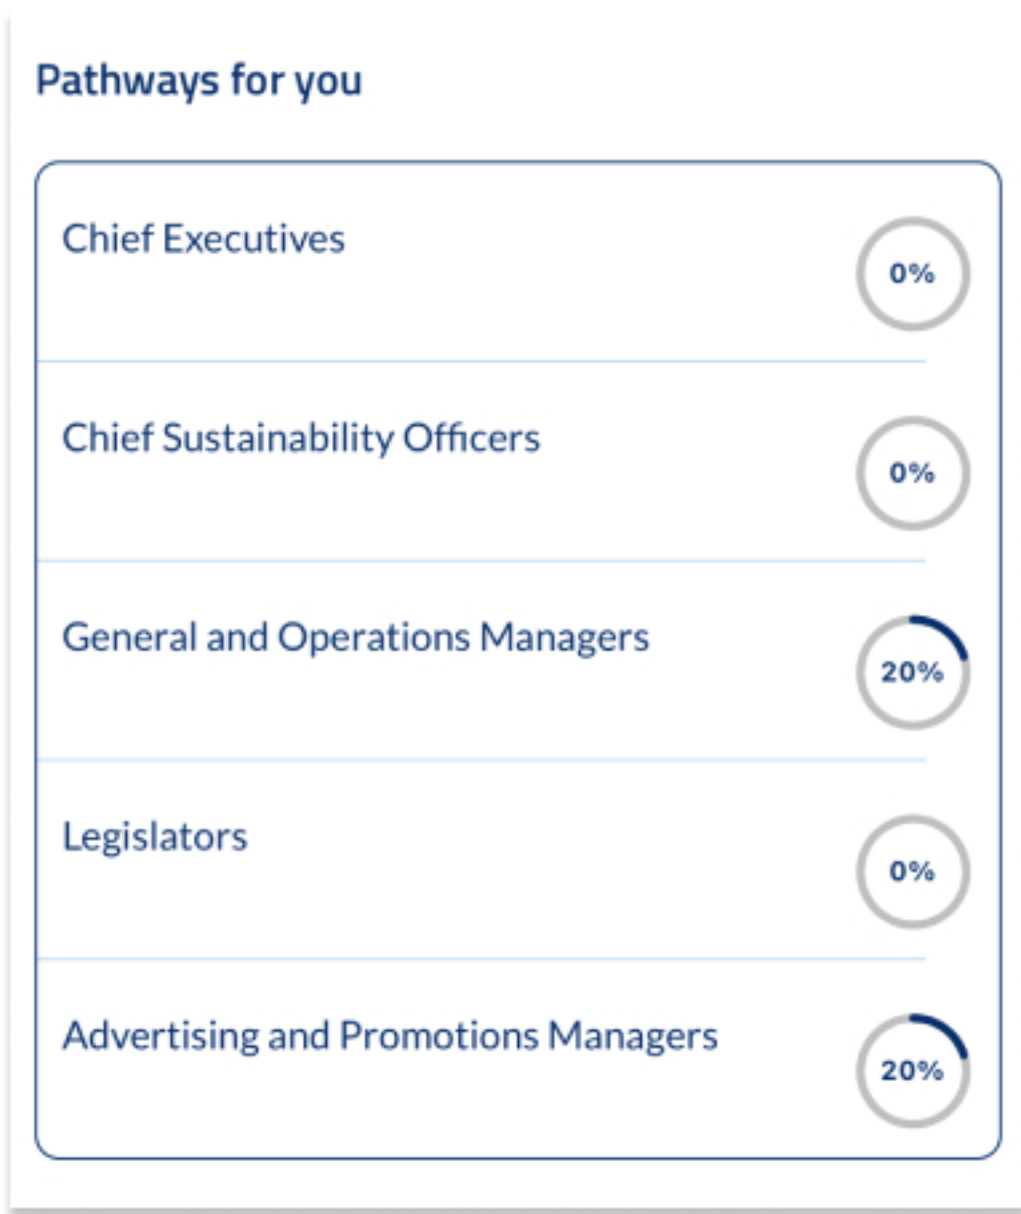 Pathways for you
Chief Executives
0%
Chief Sustainability Officers
0%
General and Operations Managers
20%
Legislators
0%
Advertising and Promotions Managers
20%